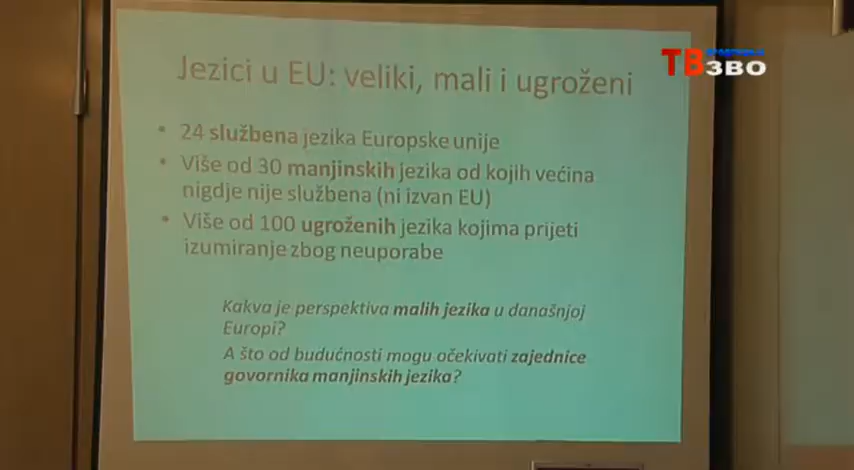 Jezici u EU: veliki, mali i ugroženi
ТВ ЗВО
• 24 službena jezika Europske unije
• Više od 30 manjinskih jezika od kojih većina
nigdje nije službena (ni izvan EU)
• Više od 100 ugroženih jezika kojima prijeti
izumiranje zbog neuporabe
Kakva je perspektiva malih jezika u današnjoj
Europi?
A što od budućnosti mogu očekivati zajednice
govornika manjinskih jezika?